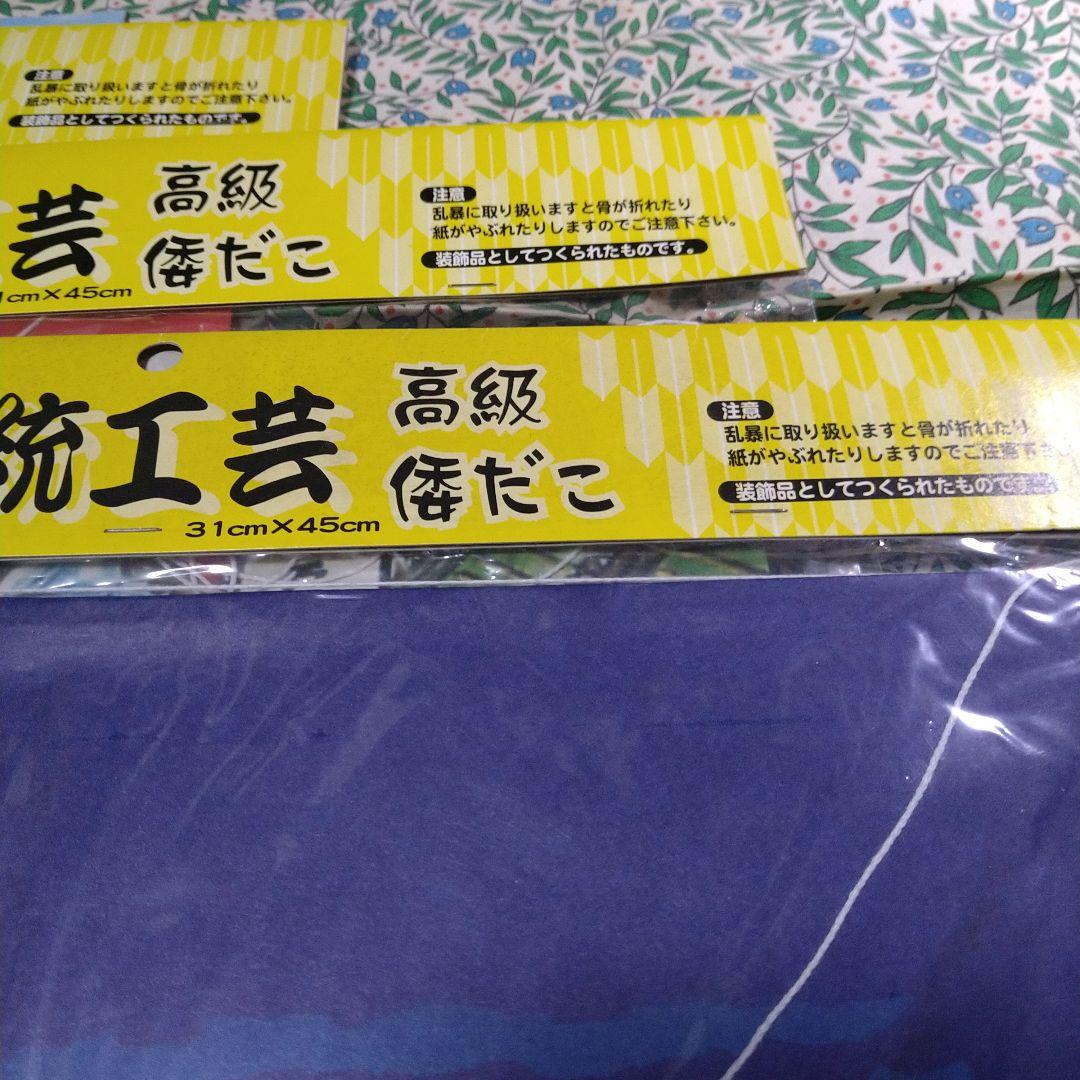 注意
乱暴に取り扱いますと骨が折れたり
紙がやぶれたりしますのでご注意下さい。
装飾品としてつくられたものです。
芸
高級
倭だこ
1cm×45cm
注意
乱暴に取り扱いますと骨が折れたり
紙がやぶれたりしますのでご注意下さい。
装飾品としてつくられたものです。
統工芸
31cm×45cm
高級
倭だこ
注意
乱暴に取り扱いますと骨が折れたり
紙がやぶれたりしますのでご注意下さ
装飾品としてつくられたものです。